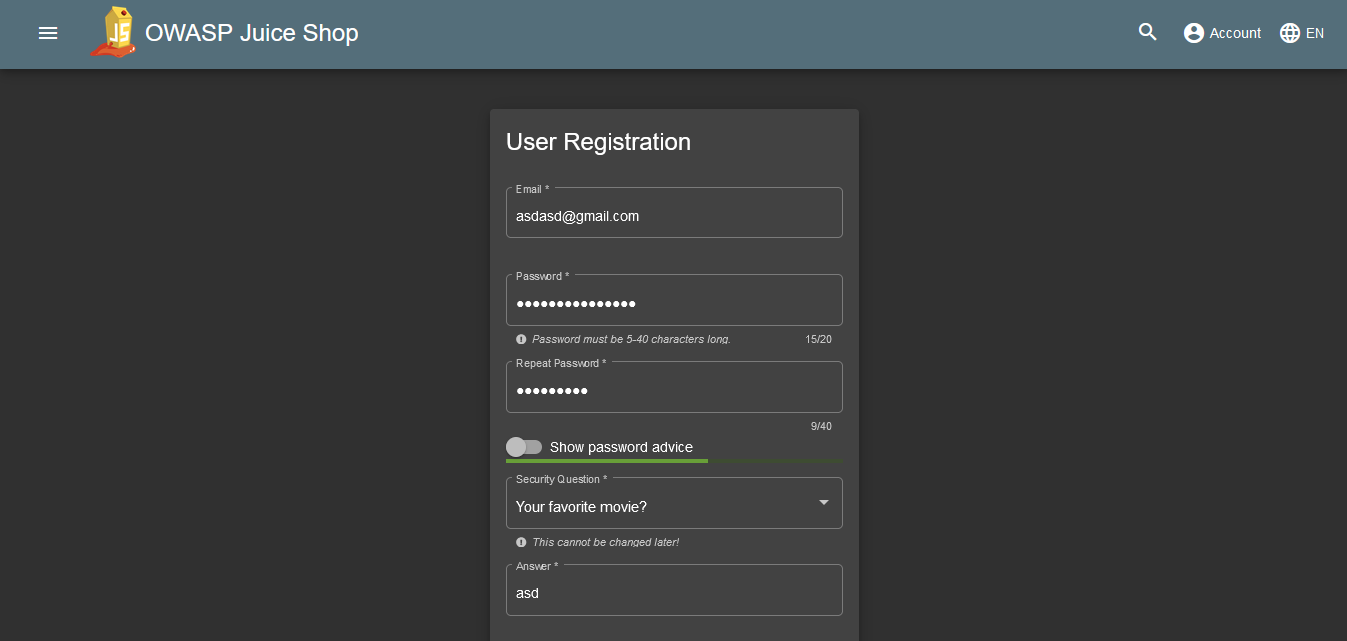 OWASP Juice Shop
Account
EN
User Registration
Email *
asdasd@gmail.com
Password *
Password must be 5-40 characters long.
15/20
Repeat Password *
9/40
Show password advice
Security Question *
Your favorite movie?
This cannot be changed later!
Answer *
asd